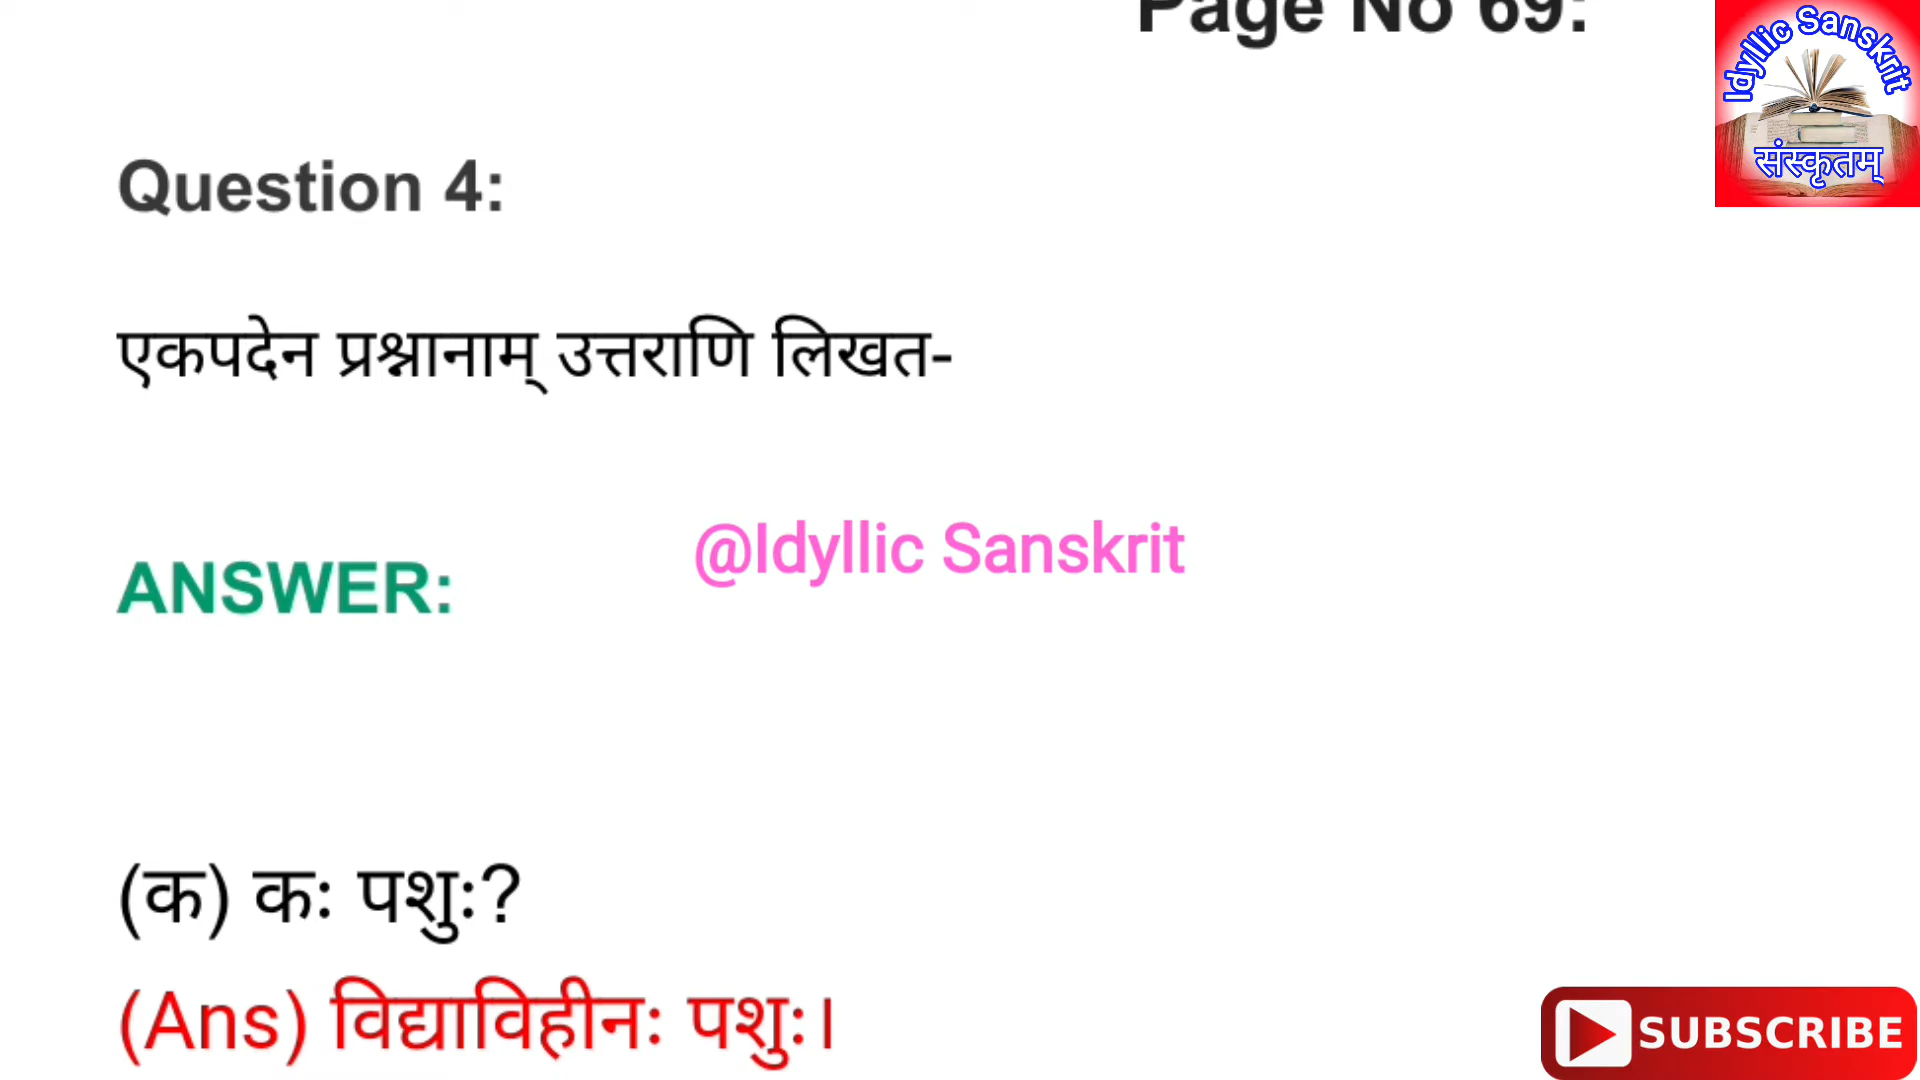 Page No 69:
Idyllic Sanskrit
संस्कृतम्
Question 4:
एकपदेन प्रश्नानाम् उत्तराणि लिखत-
@Idyllic Sanskrit
ANSWER:
(क) कः पशुः?
(Ans) विद्याविहीनः पशुः।
SUBSCRIBE